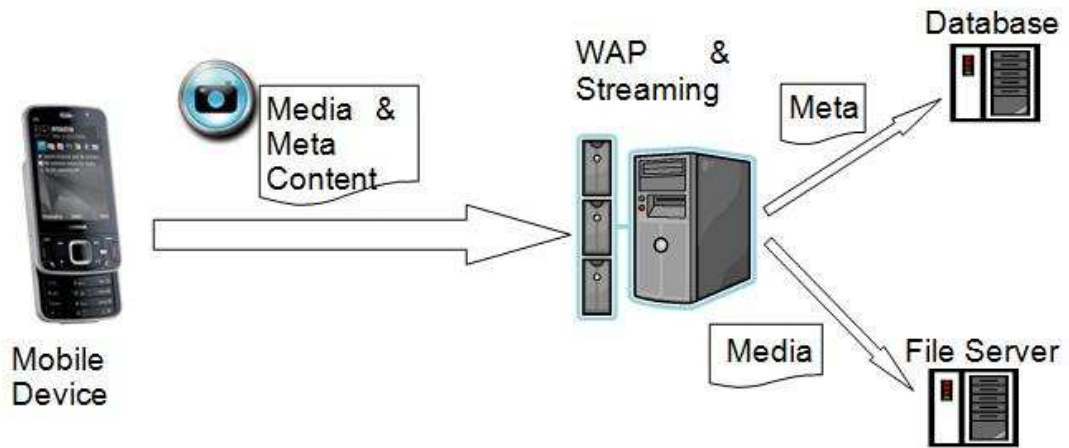 Database
WAP &
Streaming
Media &
Meta
Content
Meta
Media
File Server
Mobile
Device